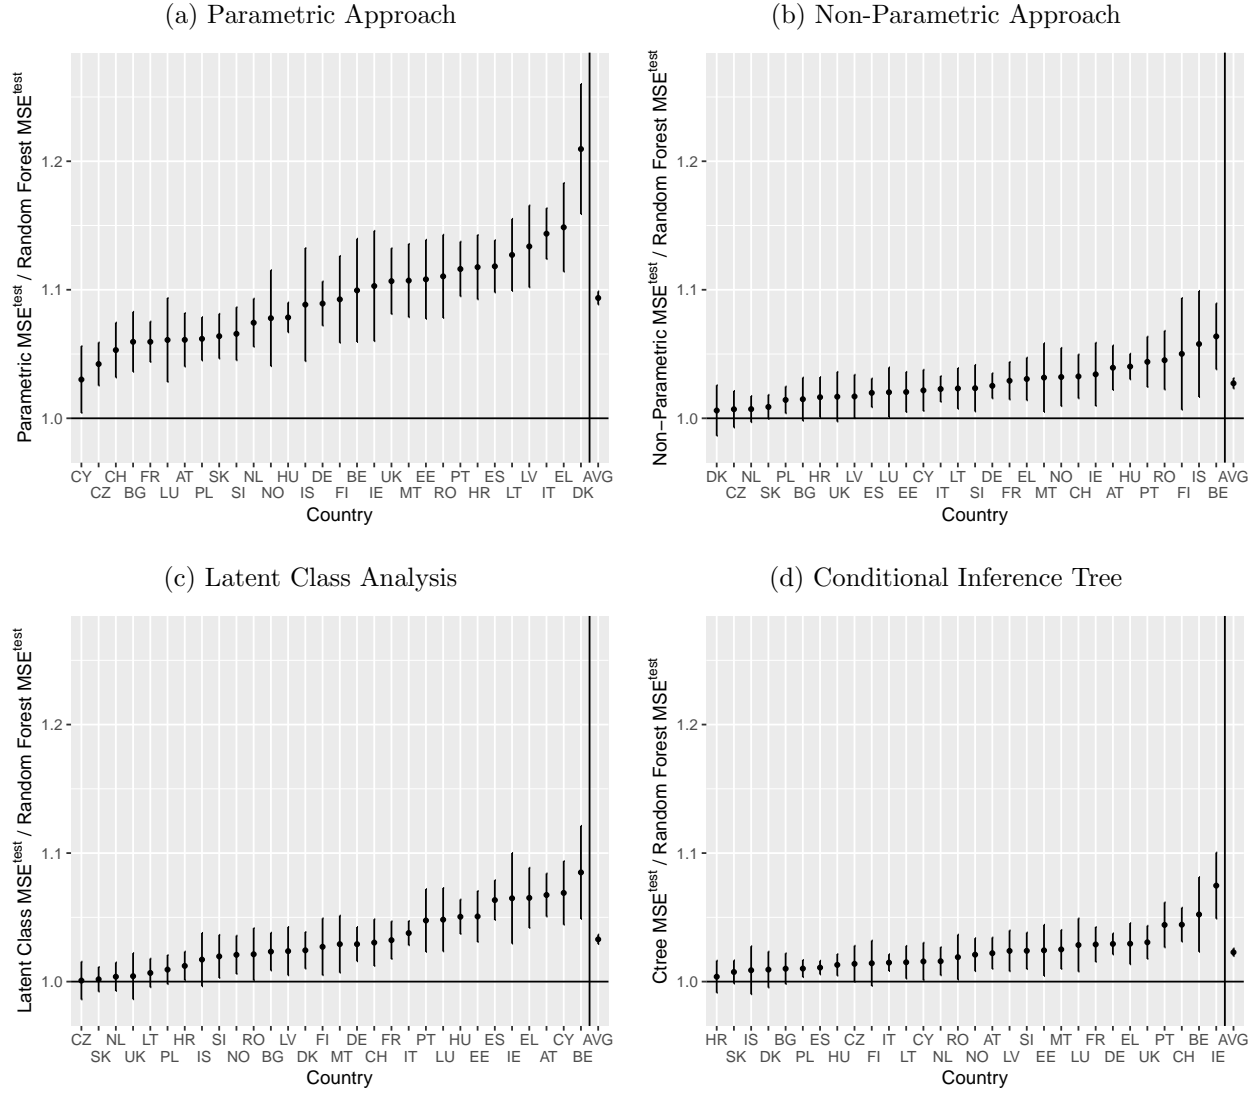 (a) Parametric Approach
Parametric MSE^test / Random Forest MSE^test
1.2
1.1
1.0
CY CH FR AT SK NL HU DE BE UK EE PT ES LV EL AVG
CZ BG LU PL SI NO IS FI IE MT RO HR LT IT DK
Country
(b) Non-Parametric Approach
Non−Parametric MSE^test / Random Forest MSE^test
1.2
1.1
1.0
DK NL PL HR LV LU CY LT DE EL NO IE HU RO IS AVG
CZ SK BG UK ES EE IT SI FR MT CH AT PT FI BE
Country
(c) Latent Class Analysis
Latent Class MSE^test / Random Forest MSE^test
1.2
1.1
1.0
CZ NL LT HR SI RO LV FI DE FR PT HU ES EL CY AVG
SK UK PL IS NO BG DK MT CH IT LU EE IE AT BE
Country
(d) Conditional Inference Tree
Ctree MSE^test / Random Forest MSE^test
1.2
1.1
1.0
HR IS BG ES CZ IT CY RO AT SI MT FR EL PT BE AVG
SK DK PL HU FI LT NL NO LV EE LU DE UK CH IE
Country